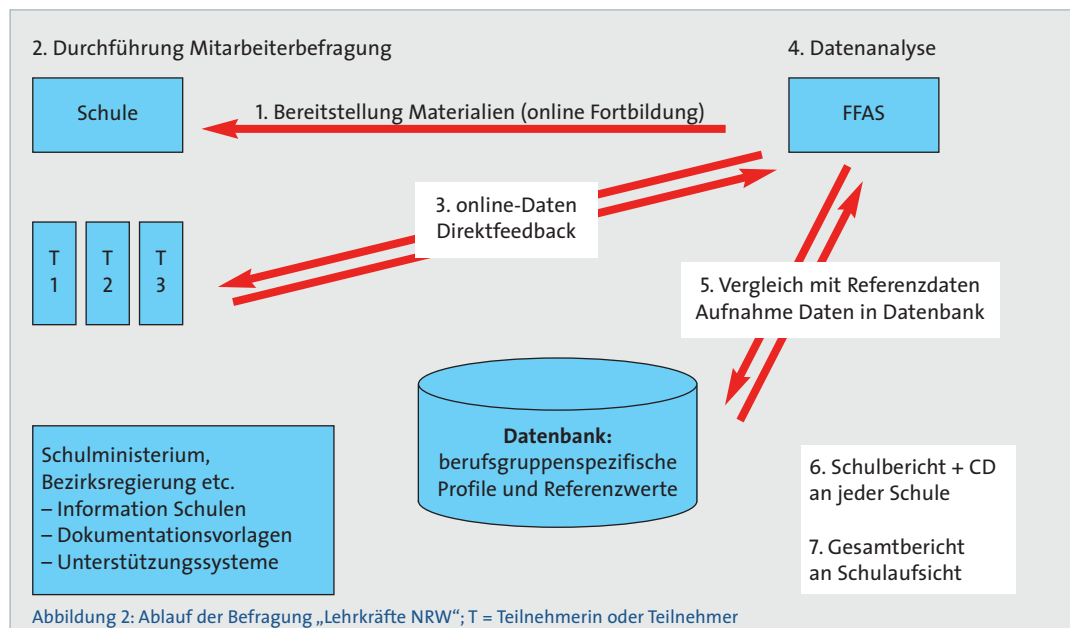 2. Durchführung Mitarbeiterbefragung
4. Datenanalyse
Schule
1. Bereitstellung Materialien (online Fortbildung)
FFAS
3. online-Daten
Direktfeedback
T
1
T
2
T
3
5. Vergleich mit Referenzdaten
Aufnahme Daten in Datenbank
Datenbank:
berufsgruppenspezifische
Profile und Referenzwerte
Schulministerium,
Bezirksregierung etc.
– Information Schulen
– Dokumentationsvorlagen
– Unterstützungssysteme
6. Schulbericht + CD
an jeder Schule
7. Gesamtbericht
an Schulaufsicht
Abbildung 2: Ablauf der Befragung „Lehrkräfte NRW“; T = Teilnehmerin oder Teilnehmer